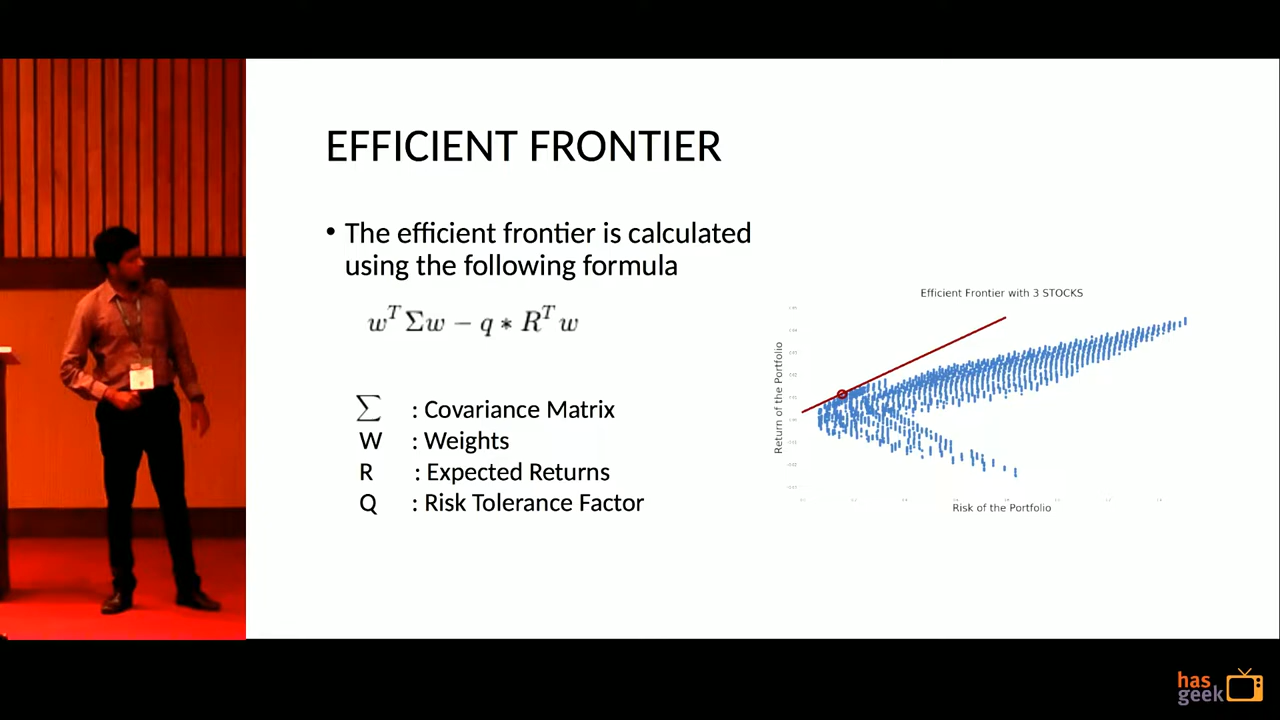 EFFICIENT FRONTIER
• The efficient frontier is calculated
using the following formula
w^T Σw − q ∗ R^T w
Σ : Covariance Matrix
W : Weights
R : Expected Returns
Q : Risk Tolerance Factor
Efficient Frontier with 3 STOCKS
Return of the Portfolio
Risk of the Portfolio
has
geek